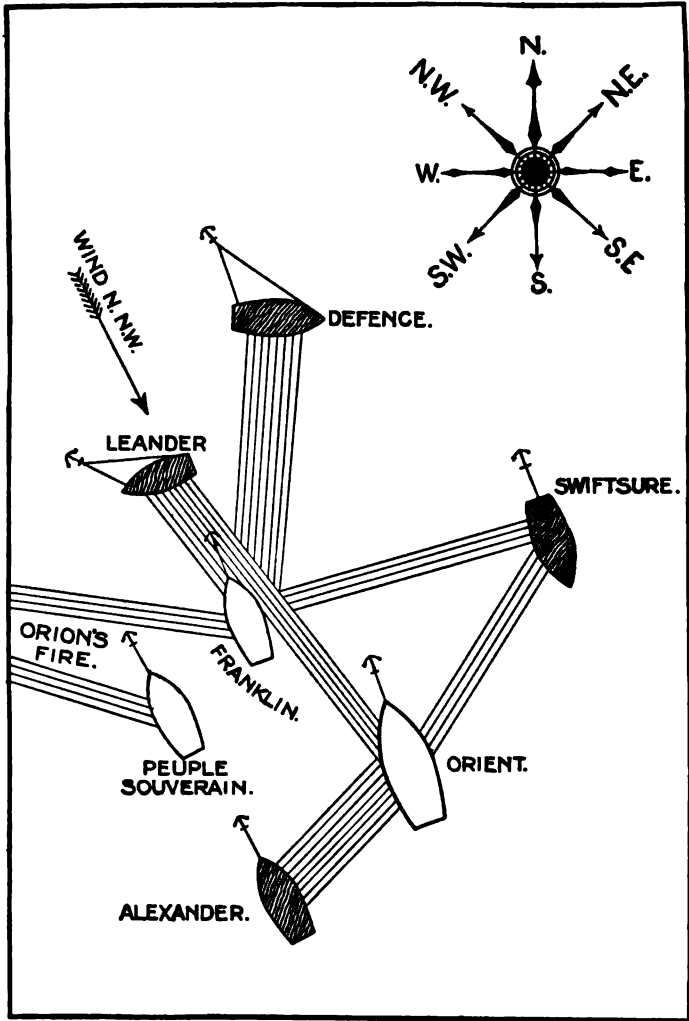 N.
N.W.
N.E.
W.
E.
S.W.
S.E
S.
WIND N.NW.
DEFENCE.
LEANDER
SWIFTSURE.
ORION'S
FIRE.
FRANKLIN.
PEUPLE
SOUVERAIN.
ORIENT.
ALEXANDER.